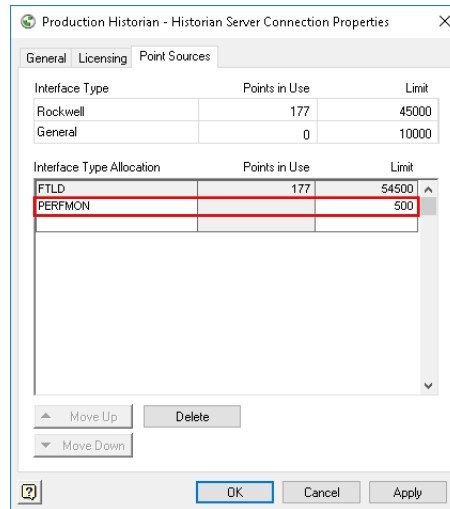 Production Historian - Historian Server Connection Properties
General Licensing Point Sources
Interface Type Points in Use Limit
Rockwell 177 45000
General 0 10000
Interface Type Allocation Points in Use Limit
FTLD 177 54500
PERFMON 500
Move Up Delete
Move Down
OK Cancel Apply